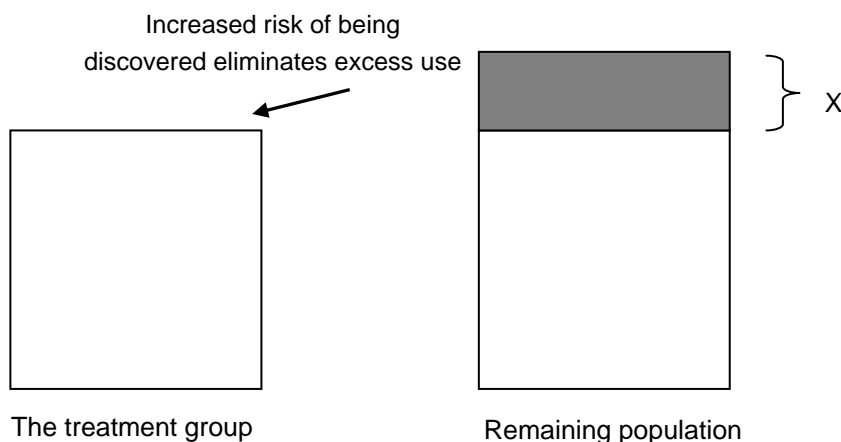 Increased risk of being
discovered eliminates excess use
X
The treatment group
Remaining population